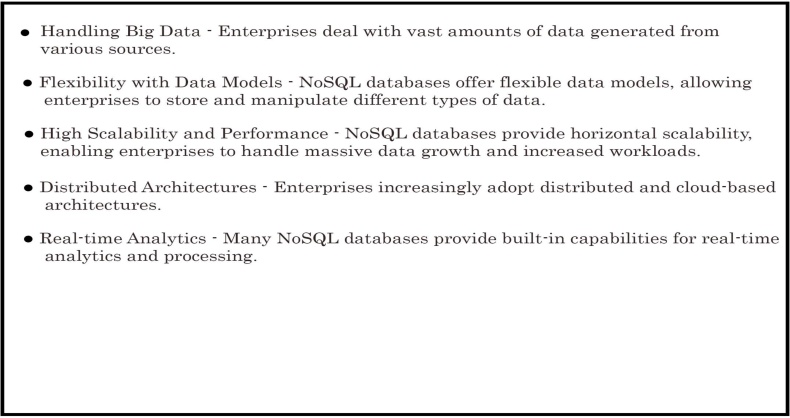 ● Handling Big Data - Enterprises deal with vast amounts of data generated from
various sources.
● Flexibility with Data Models - NoSQL databases offer flexible data models, allowing
enterprises to store and manipulate different types of data.
● High Scalability and Performance - NoSQL databases provide horizontal scalability,
enabling enterprises to handle massive data growth and increased workloads.
● Distributed Architectures - Enterprises increasingly adopt distributed and cloud-based
architectures.
● Real-time Analytics - Many NoSQL databases provide built-in capabilities for real-time
analytics and processing.